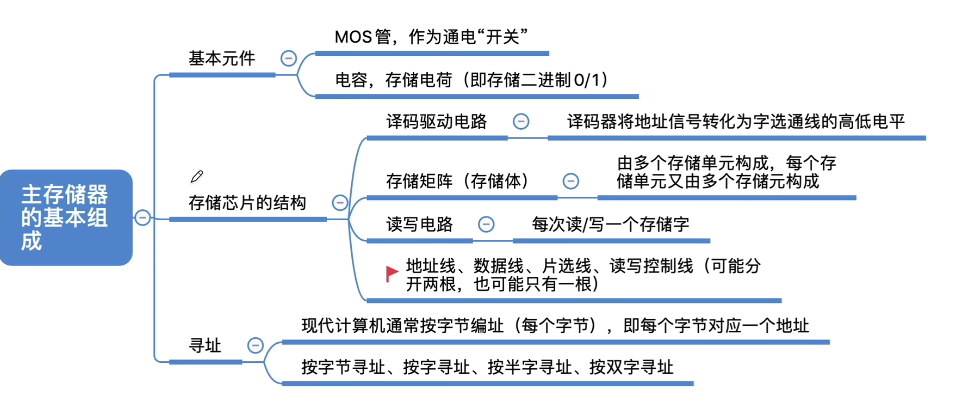 主存储器
的基本组
成
基本元件
MOS管，作为通电“开关”
电容，存储电荷（即存储二进制0/1）
存储芯片的结构
译码驱动电路
译码器将地址信号转化为字选通线的高低电平
存储矩阵（存储体）
由多个存储单元构成，每个存
储单元又由多个存储元构成
读写电路
每次读/写一个存储字
地址线、数据线、片选线、读写控制线（可能分
开两根，也可能只有一根）
寻址
现代计算机通常按字节编址（每个字节），即每个字节对应一个地址
按字节寻址、按字寻址、按半字寻址、按双字寻址